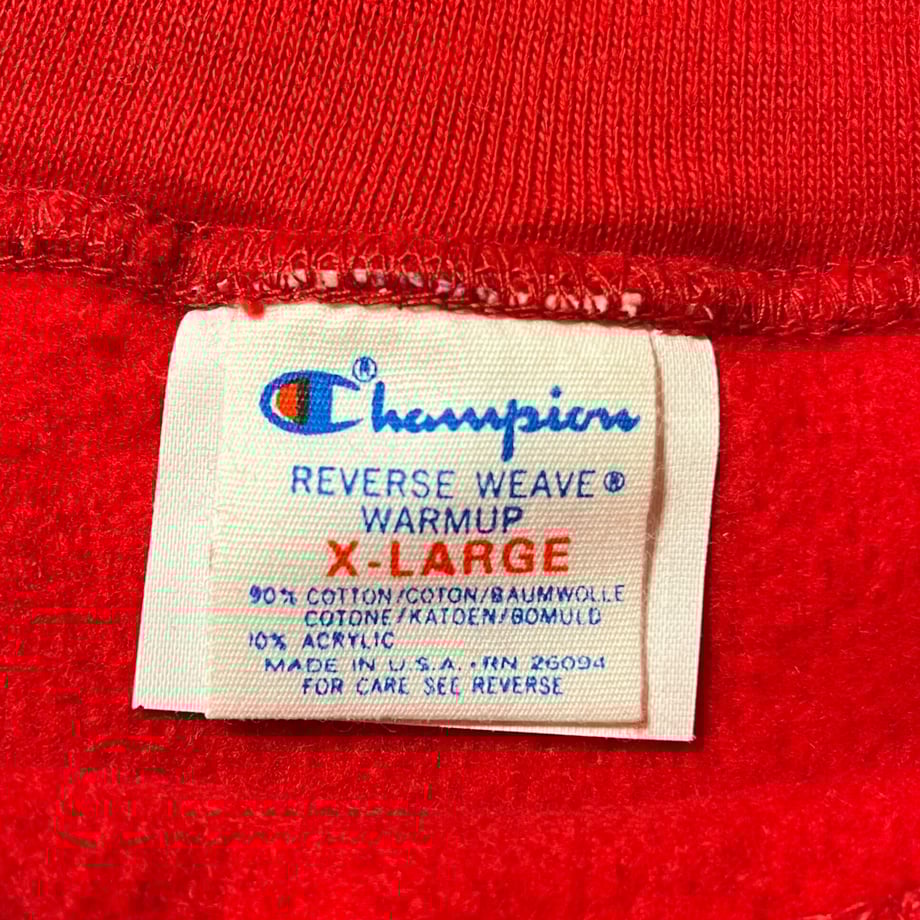 Champion®
REVERSE WEAVE®
WARMUP
X-LARGE
90% COTTON/COTON/BAUMWOLLE
COTONE/KATOEN/BOMULD
10% ACRYLIC
MADE IN U.S.A. • RN 26094
FOR CARE SEE REVERSE